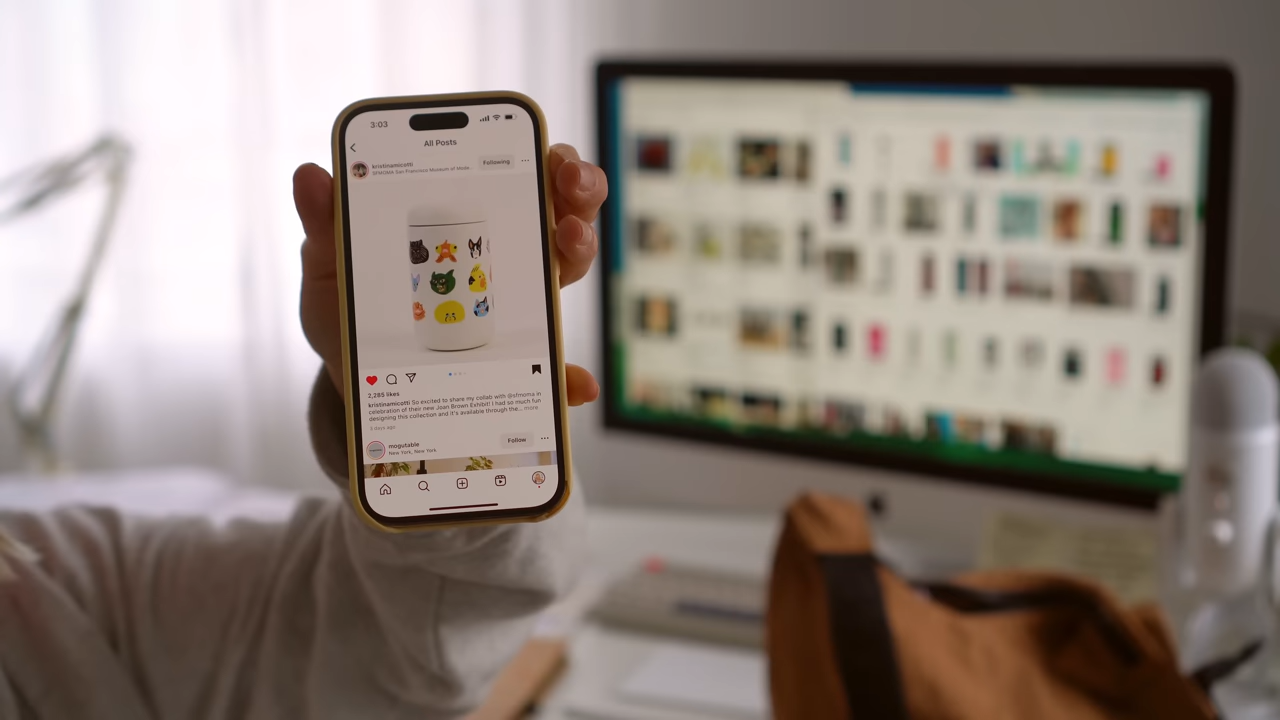 3:03
All Posts
kristinamicotti
SFMOMA San Francisco Museum of Mode...
Following
2,285 likes
kristinamicotti So excited to share my collab with @sfmoma in
celebration of their new Joan Brown Exhibit! I had so much fun
designing this collection and it's available through the... more
mogutable
New York, New York
Follow